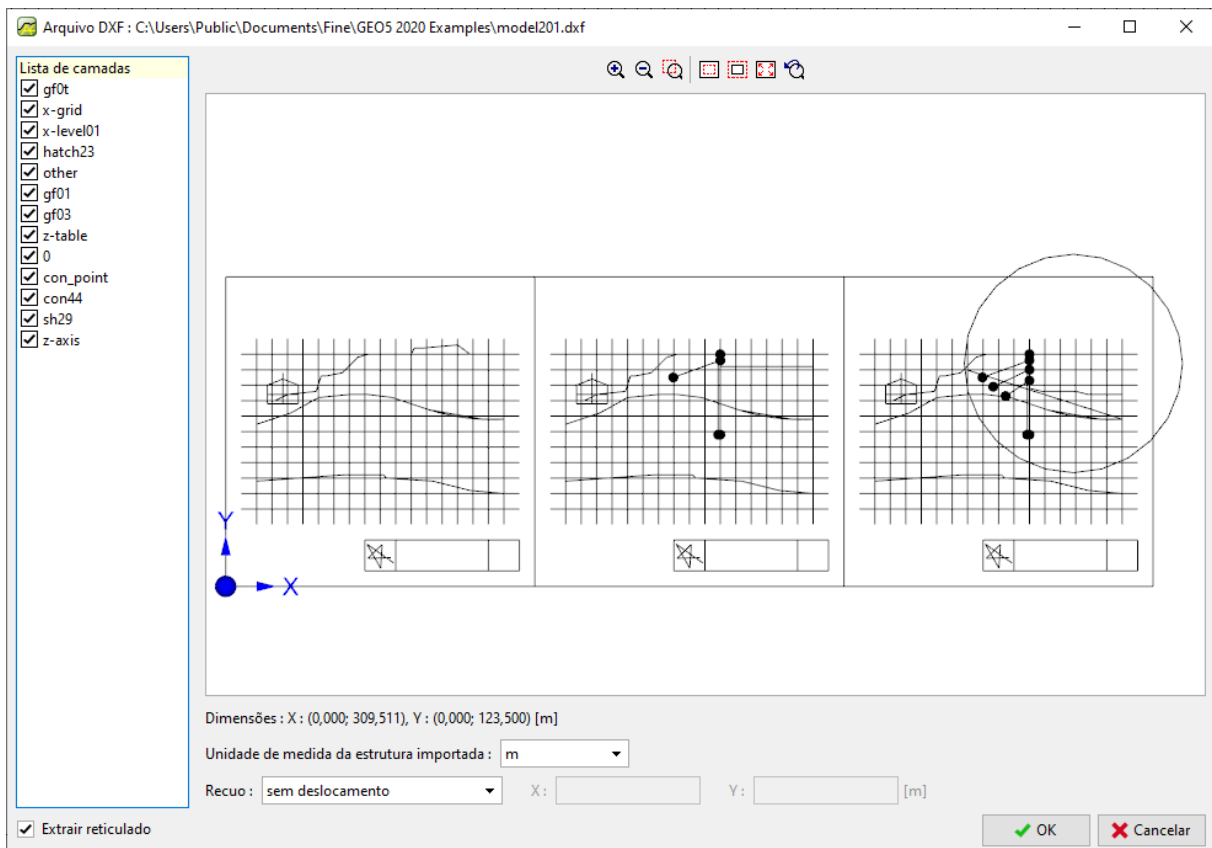 Arquivo DXF : C:\Users\Public\Documents\Fine\GEO5 2020 Examples\model201.dxf
Lista de camadas
gf0t
x-grid
x-level01
hatch23
other
gf01
gf03
z-table
0
con_point
con44
sh29
z-axis
Y
X
Dimensões : X : (0,000; 309,511), Y : (0,000; 123,500) [m]
Unidade de medida da estrutura importada : m
Recuo : sem deslocamento X : Y : [m]
Extrair reticulado OK Cancelar